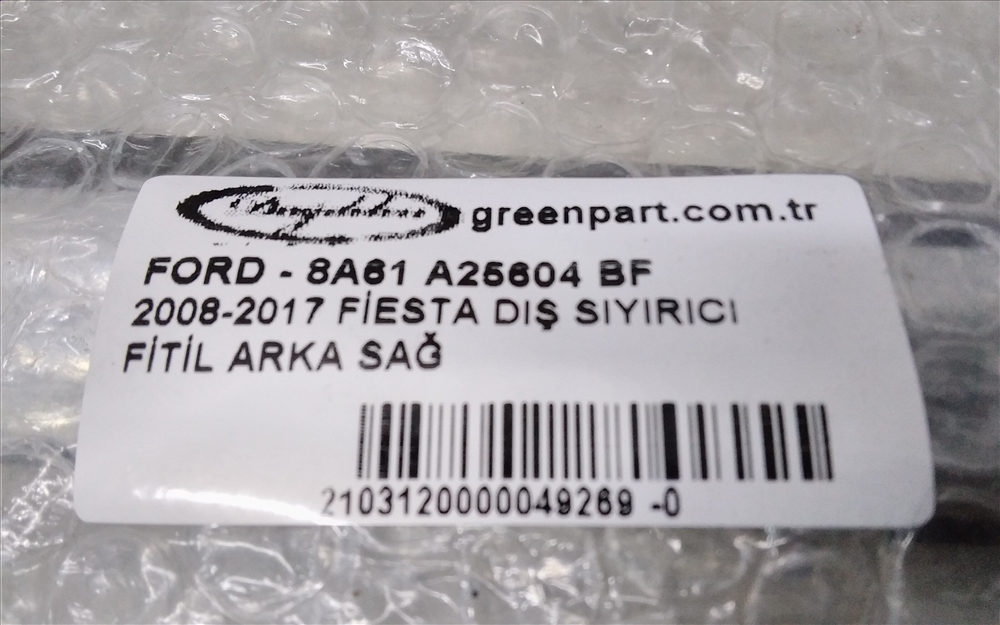 greenpart.com.tr
FORD - 8A61 A25604 BF
2008-2017 FİESTA DIŞ SIYIRICI
FİTİL ARKA SAĞ
2103120000049269 -0